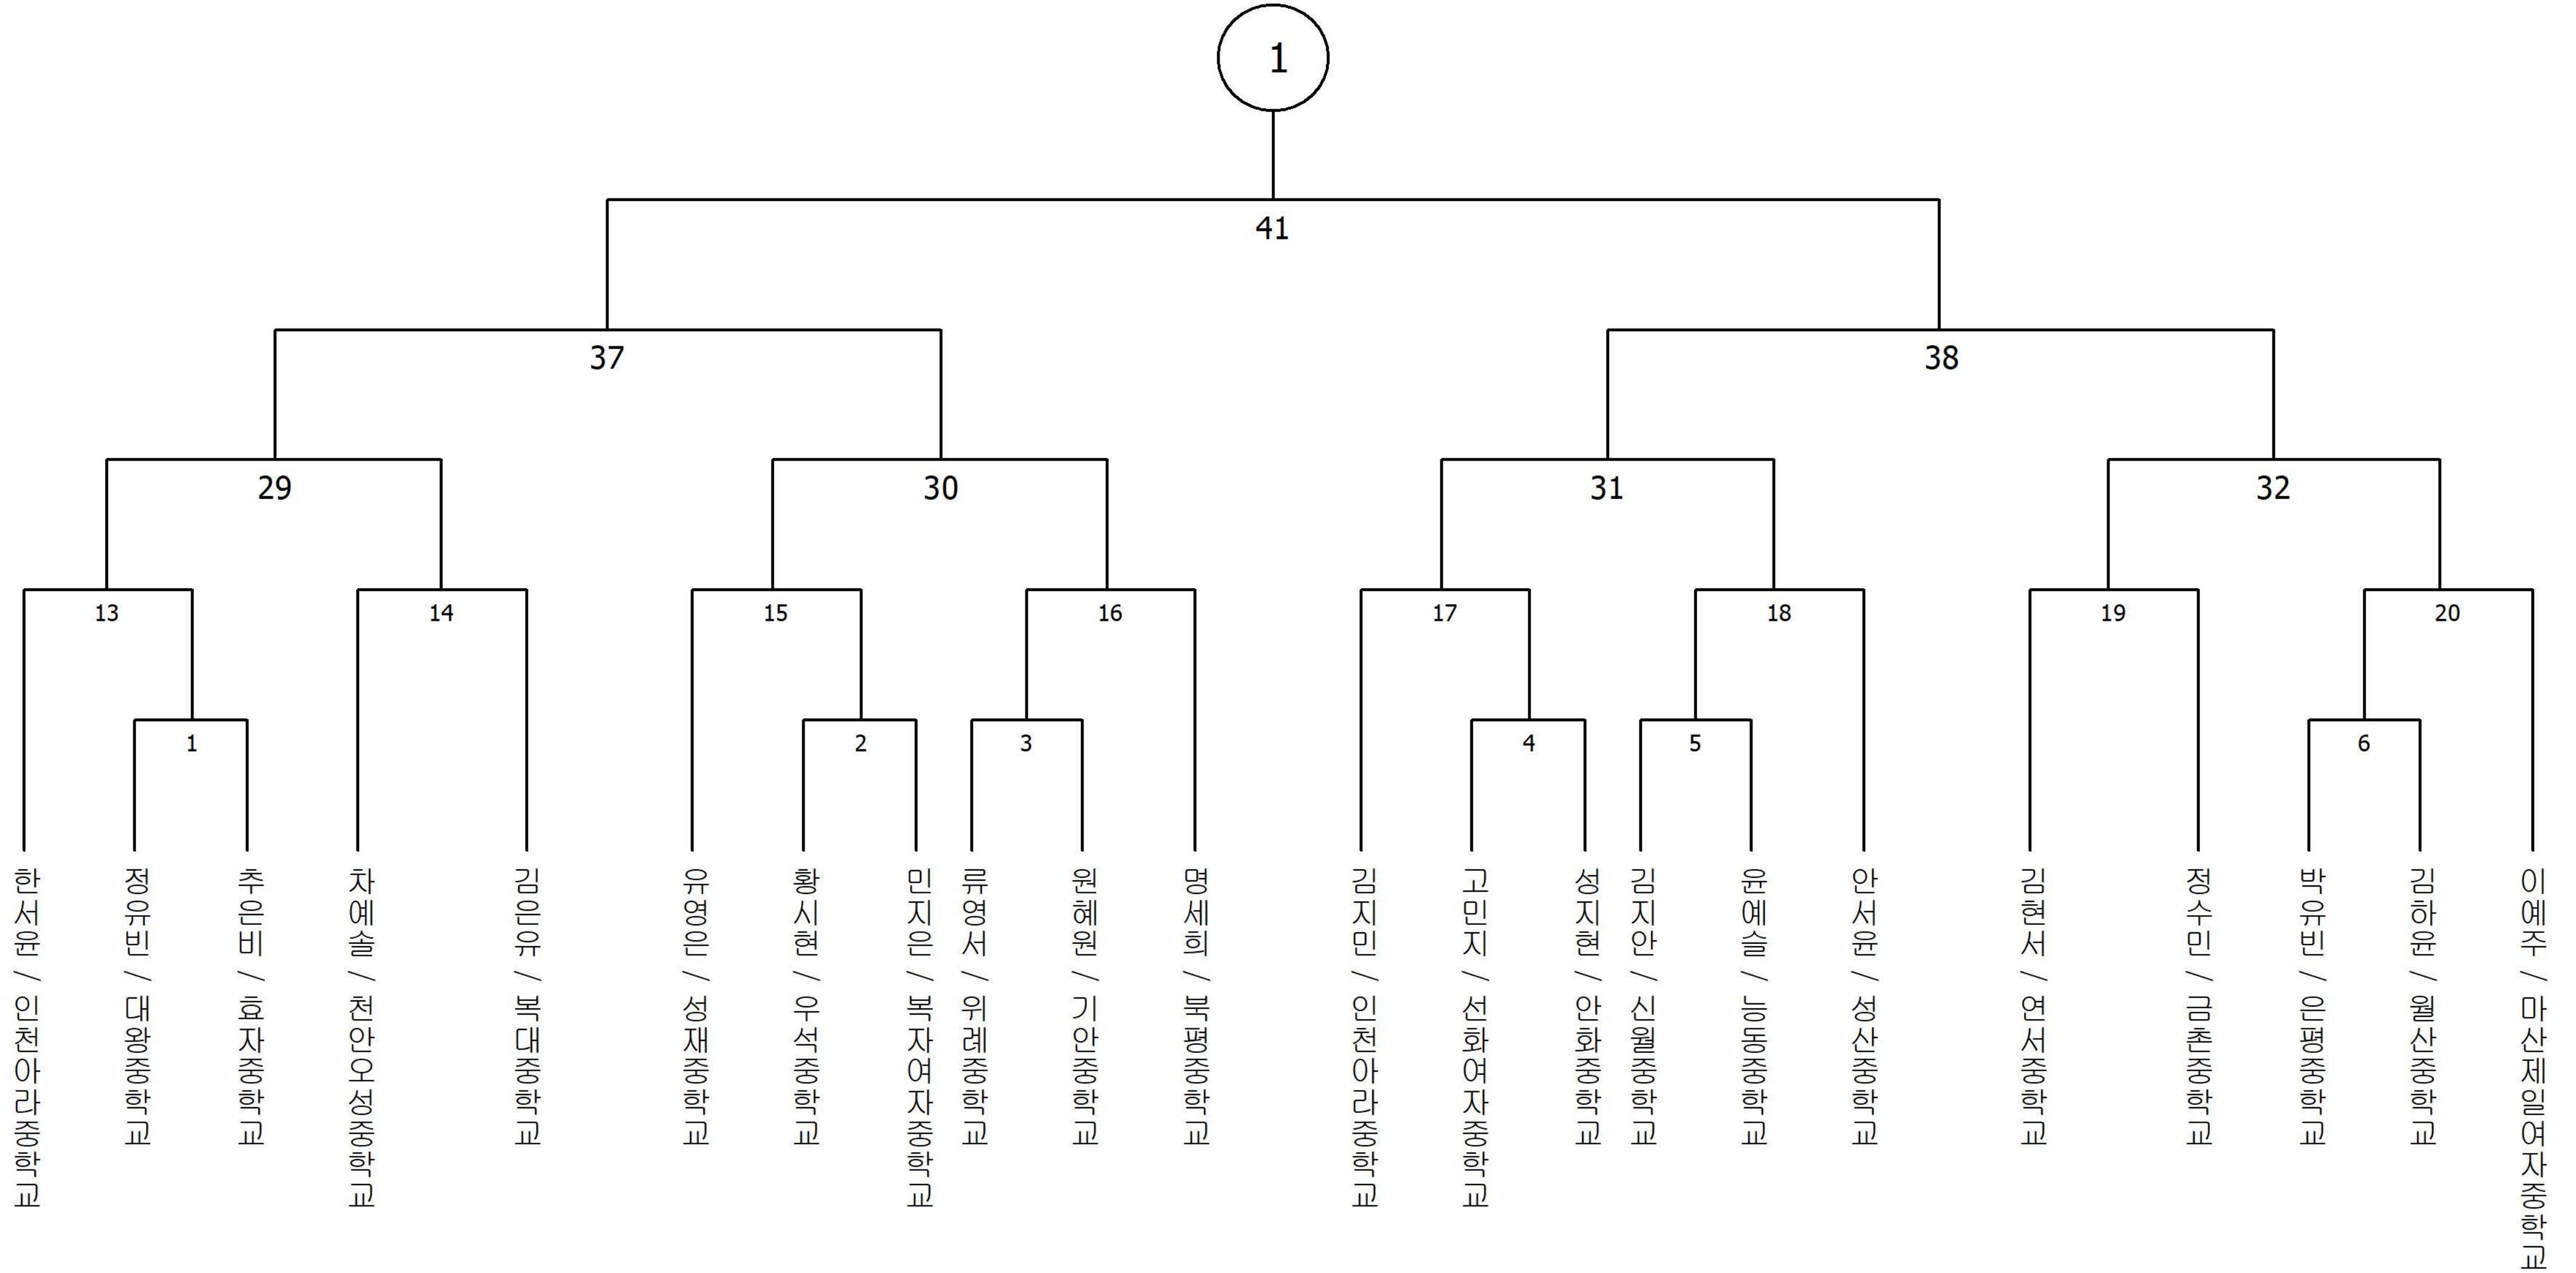 1
41
37
38
29
30
31
32
13
14
15
16
17
18
19
20
1
2
3
4
5
6
한서윤 / 인천아라중학교
정유빈 / 대왕중학교
추은비 / 효자중학교
차예솔 / 천안오성중학교
김은유 / 복대중학교
유영은 / 성재중학교
황시현 / 우석중학교
민지은 / 복자여자중학교
류영서 / 위례중학교
원혜원 / 기안중학교
명세희 / 북평중학교
김지민 / 인천아라중학교
고민지 / 선화여자중학교
성지현 / 안화중학교
김지안 / 신월중학교
윤예슬 / 능동중학교
안서윤 / 성산중학교
김현서 / 연서중학교
정수민 / 금촌중학교
박유빈 / 은평중학교
김하윤 / 월산중학교
이예주 / 마산제일여자중학교